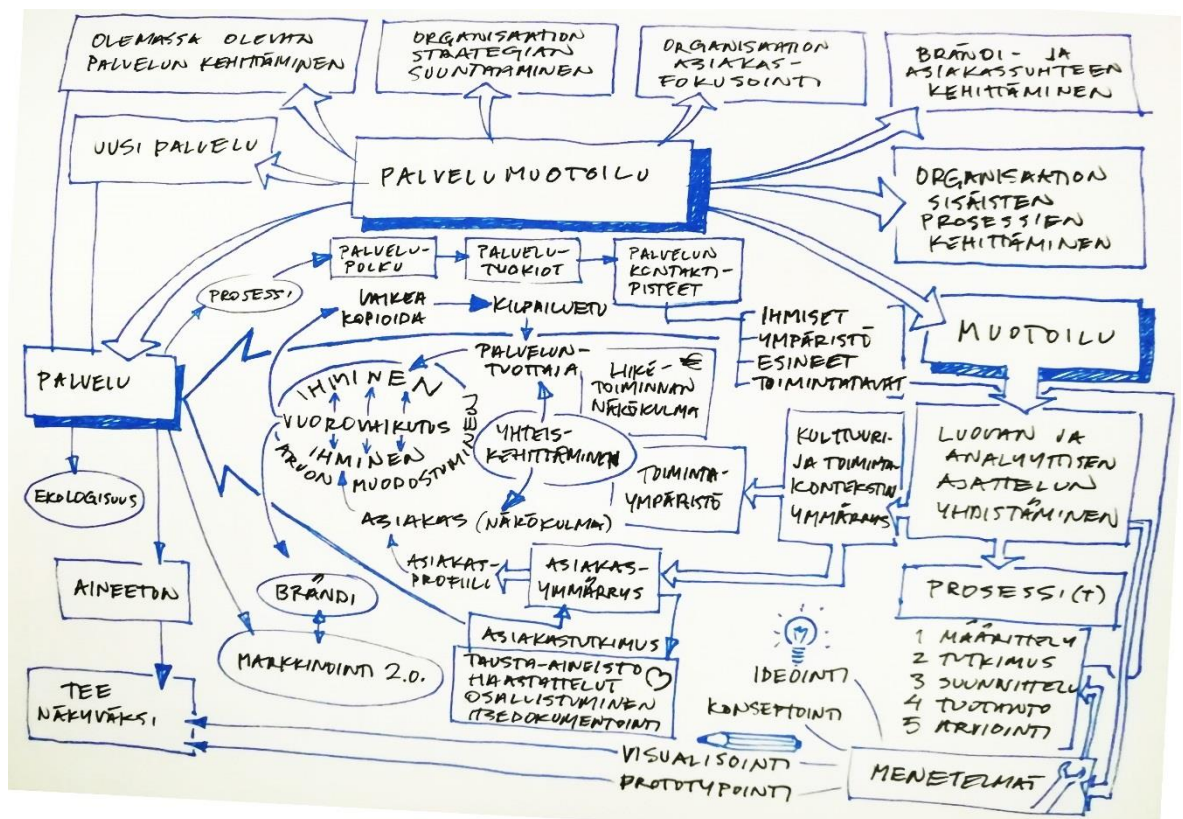 OLEMASSA OLEVAN
PALVELUN KEHITTÄMINEN
ORGANISAATION
STRATEGIAN
SUUNTAAMINEN
ORGANISAATION
ASIAKAS-
FOKUSOINTI
BRÄNDI- JA
ASIAKASSUHTEEN
KEHITTÄMINEN
UUSI PALVELU
PALVELUMUOTOILU
ORGANISAATION
SISÄISTEN
PROSESSIEN
KEHITTÄMINEN
PROSESSI
PALVELU-
POLKU
PALVELU-
TUOKIOT
PALVELUN
KONTAKTI-
PISTEET
VAIKEA
KOPIOIDA
KILPAILUETU
IHMISET
YMPÄRISTÖ
ESINEET
TOIMINTATAVAT
MUOTOILU
PALVELU
PALVELUN-
TUOTTAJA
LIIKE- €
TOIMINNAN
NÄKÖKULMA
IHMINEN
VUOROVAIKUTUS
IHMINEN
ARVON MUODOSTUMINEN
YHTEIS-
KEHITTÄMINEN
TOIMINTA-
YMPÄRISTÖ
KULTTUURI-
JA TOIMINTA-
KONTEKSTIN
YMMÄRRYS
LUOVAN JA
ANALYYTTISEN
AJATTELUN
YHDISTÄMINEN
EKOLOGISUUS
ASIAKAS (NÄKÖKULMA)
ASIAKAS-
PROFIILI
ASIAKAS-
YMMÄRRYS
AINEETON
BRÄNDI
MARKKINOINTI 2.0.
ASIAKASTUTKIMUS
TAUSTA-AINEISTO
HAASTATTELUT
OSALLISTUMINEN
ITSEDOKUMENTOINTI
PROSESSI(T)
1 MÄÄRITTELY
2 TUTKIMUS
3 SUUNNITTELU
4 TUOTANTO
5 ARVIOINTI
IDEOINTI
KONSEPTOINTI
VISUALISOINTI
PROTOTYPOINTI
MENETELMÄT
TEE
NÄKYVÄKSI